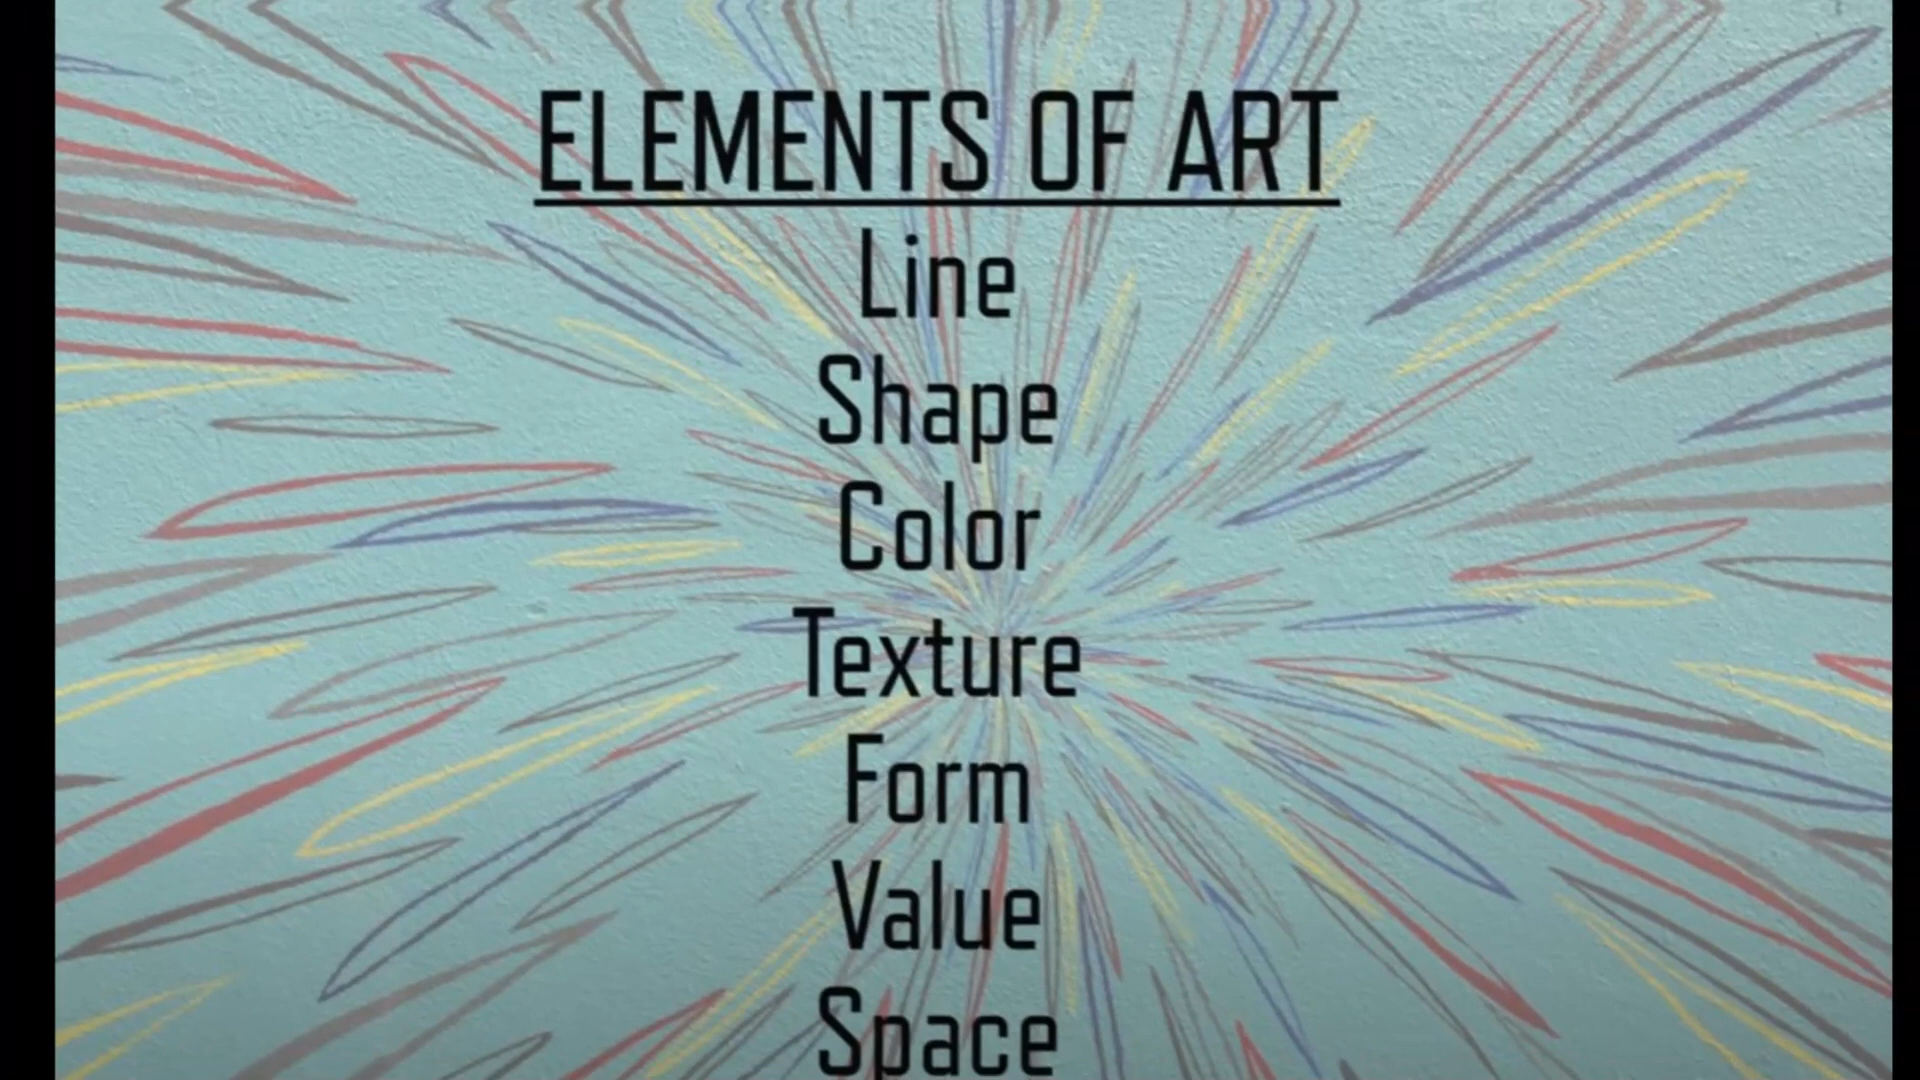 ELEMENTS OF ART
Line
Shape
Color
Texture
Form
Value
Space